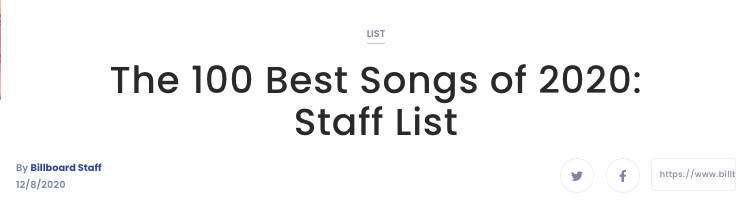 LIST
The 100 Best Songs of 2020:
Staff List
By Billboard Staff
12/8/2020
https://www.bill